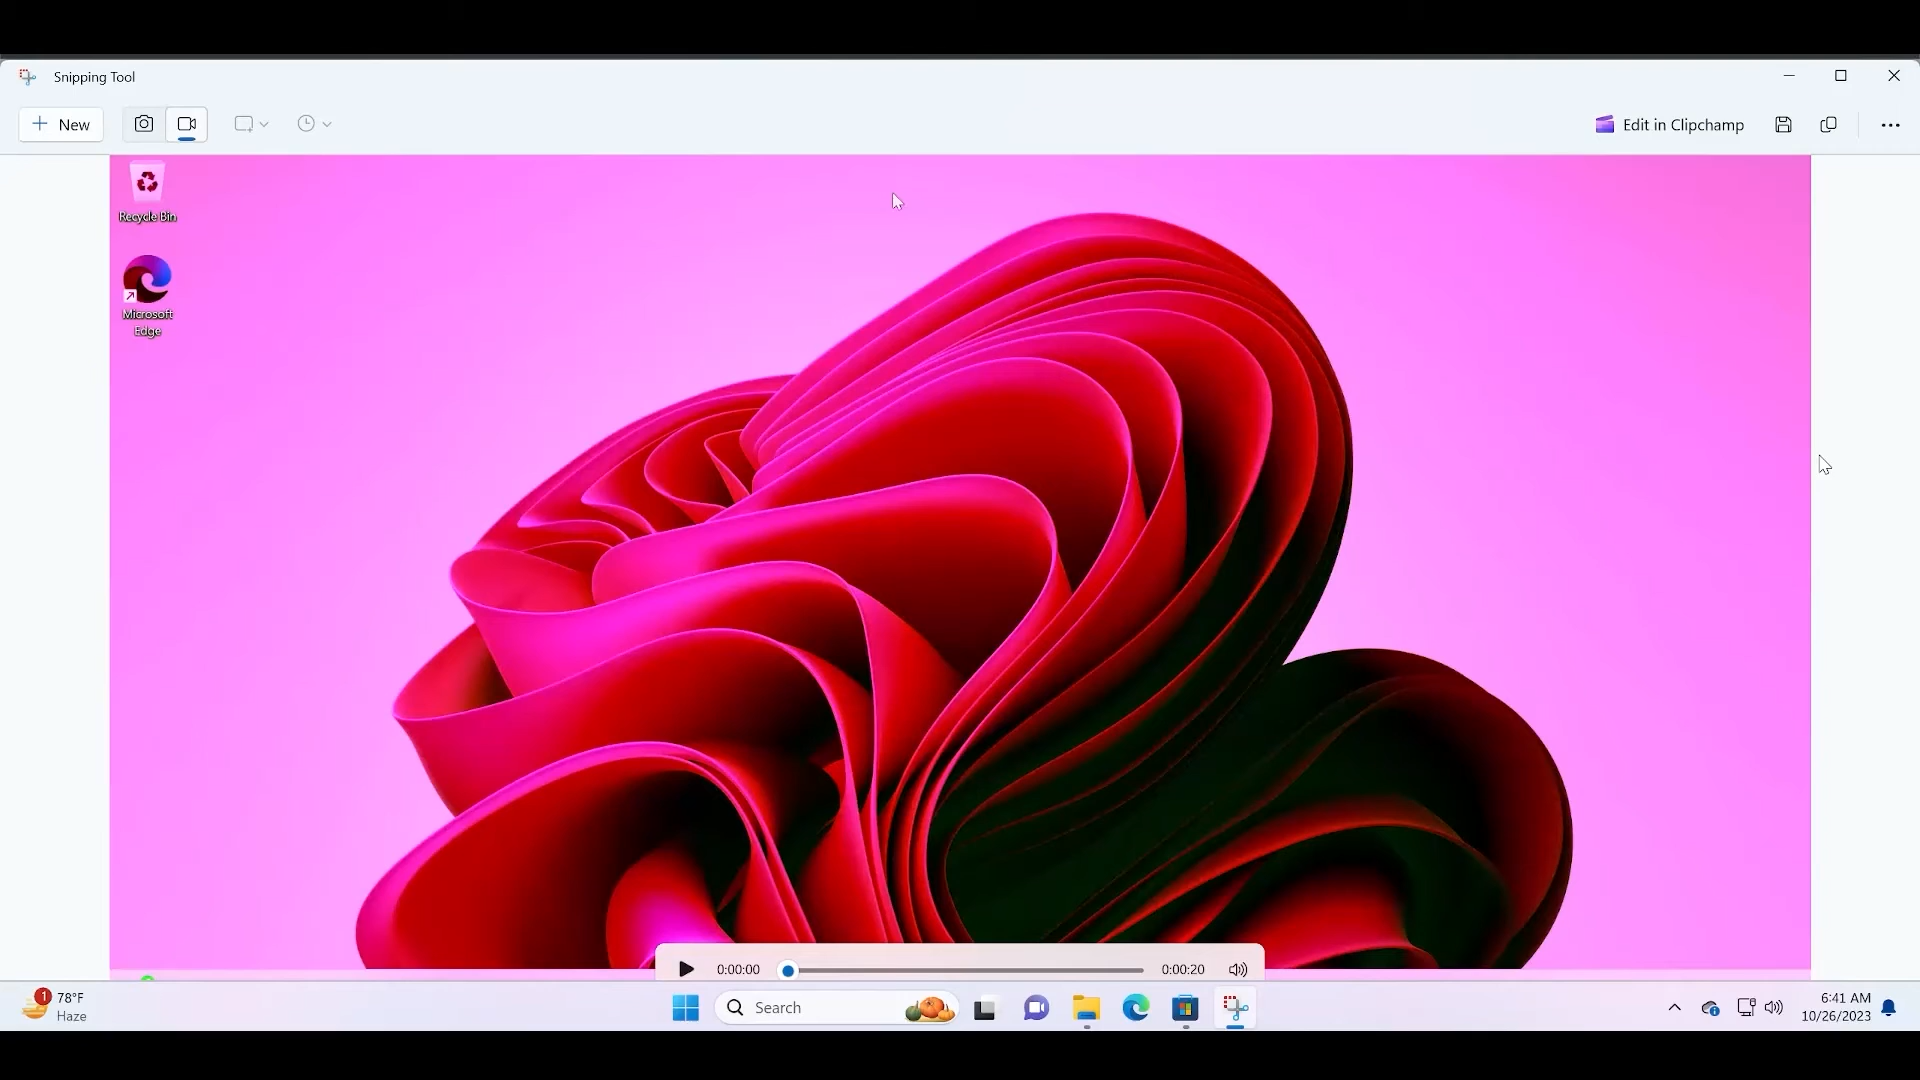 Snipping Tool
New
Edit in Clipchamp
Recycle Bin
Microsoft
Edge
0:00:00
0:00:20
1
78°F
Haze
Search
6:41 AM
10/26/2023